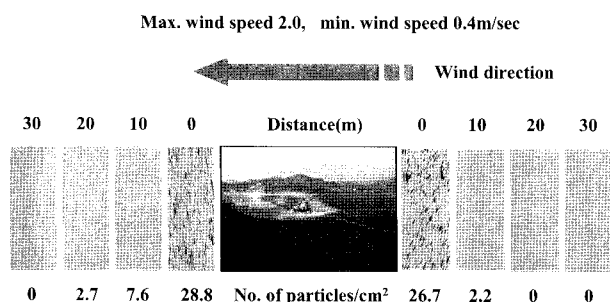 Max. wind speed 2.0, min. wind speed 0.4m/sec
Wind direction
30 20 10 0 Distance(m) 0 10 20 30
0 2.7 7.6 28.8 No. of particles/cm² 26.7 2.2 0 0